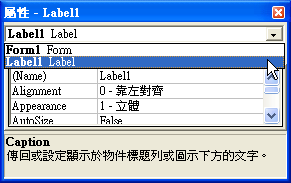 屬性 - Label1
Label1 Label
Form1 Form
Label1 Label
(Name) Label1
Alignment 0 - 靠左對齊
Appearance 1 - 立體
AutoSize False
Caption
傳回或設定顯示於物件標題列或圖示下方的文字。